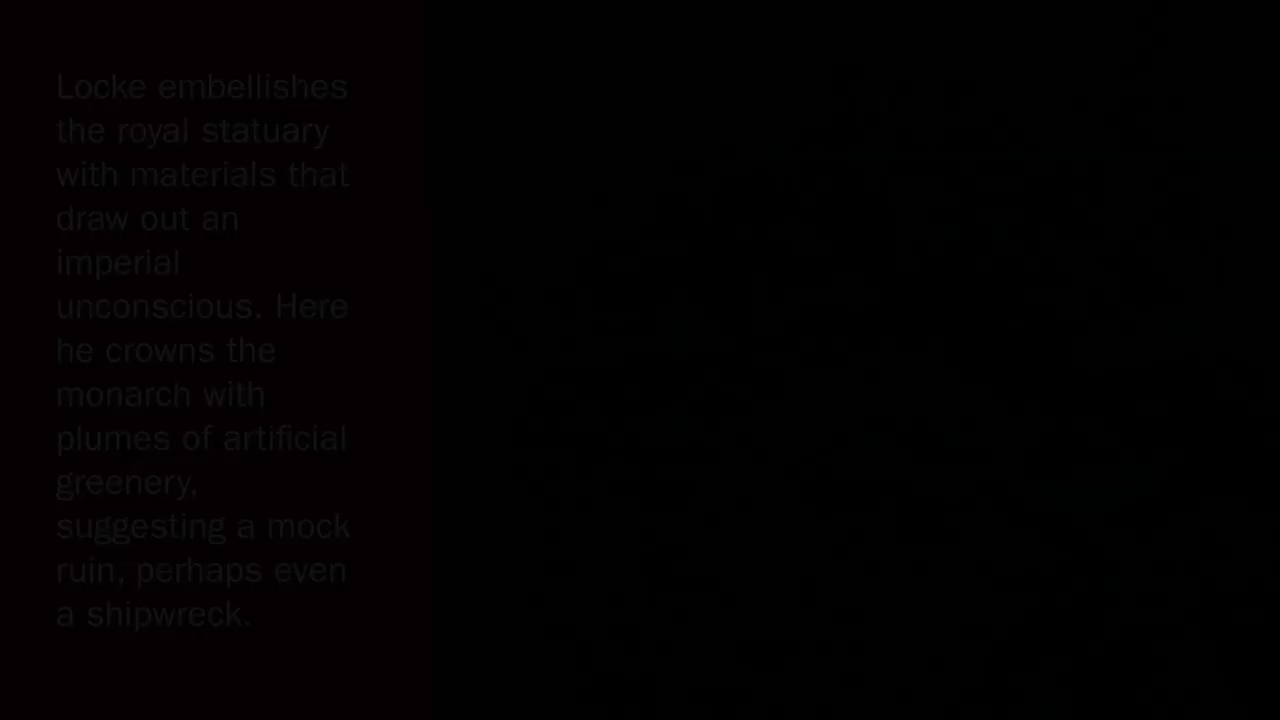 Locke embellishes
the royal statuary
with materials that
draw out an
imperial
unconscious. Here
he crowns the
monarch with
plumes of artificial
greenery,
suggesting a mock
ruin, perhaps even
a shipwreck.